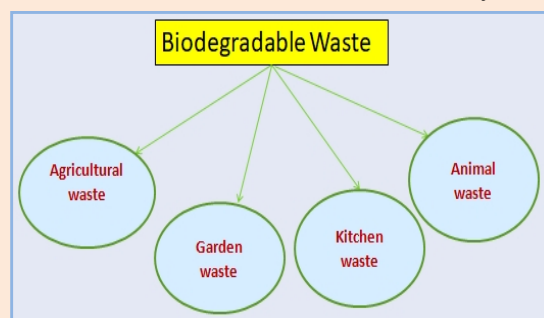 Biodegradable Waste
Agricultural
waste
Garden
waste
Kitchen
waste
Animal
waste